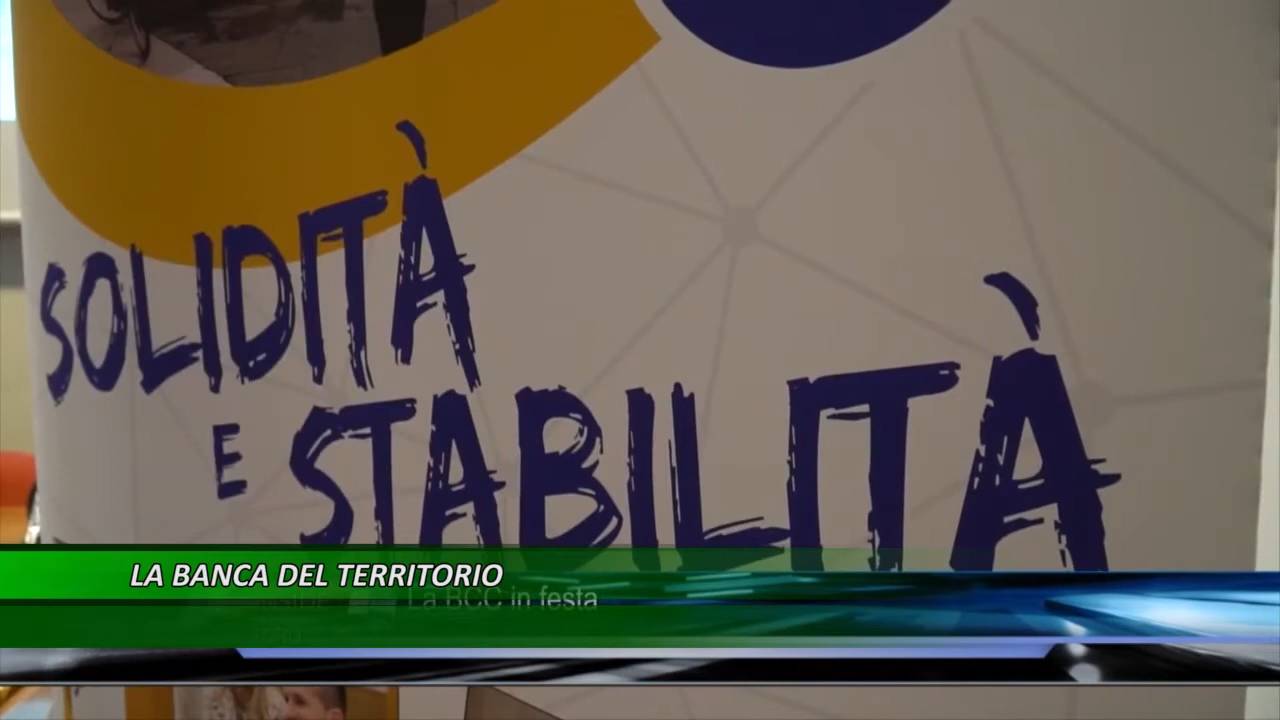 SOLIDITÀ
E STABILITÀ
LA BANCA DEL TERRITORIO
La BCC in festa